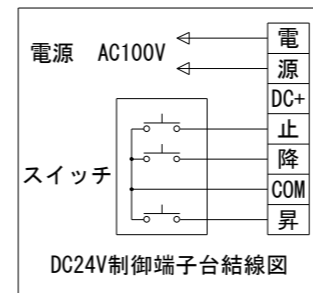 電源 AC100V
電
源
DC+
止
降
COM
昇
スイッチ
DC24V制御端子台結線図